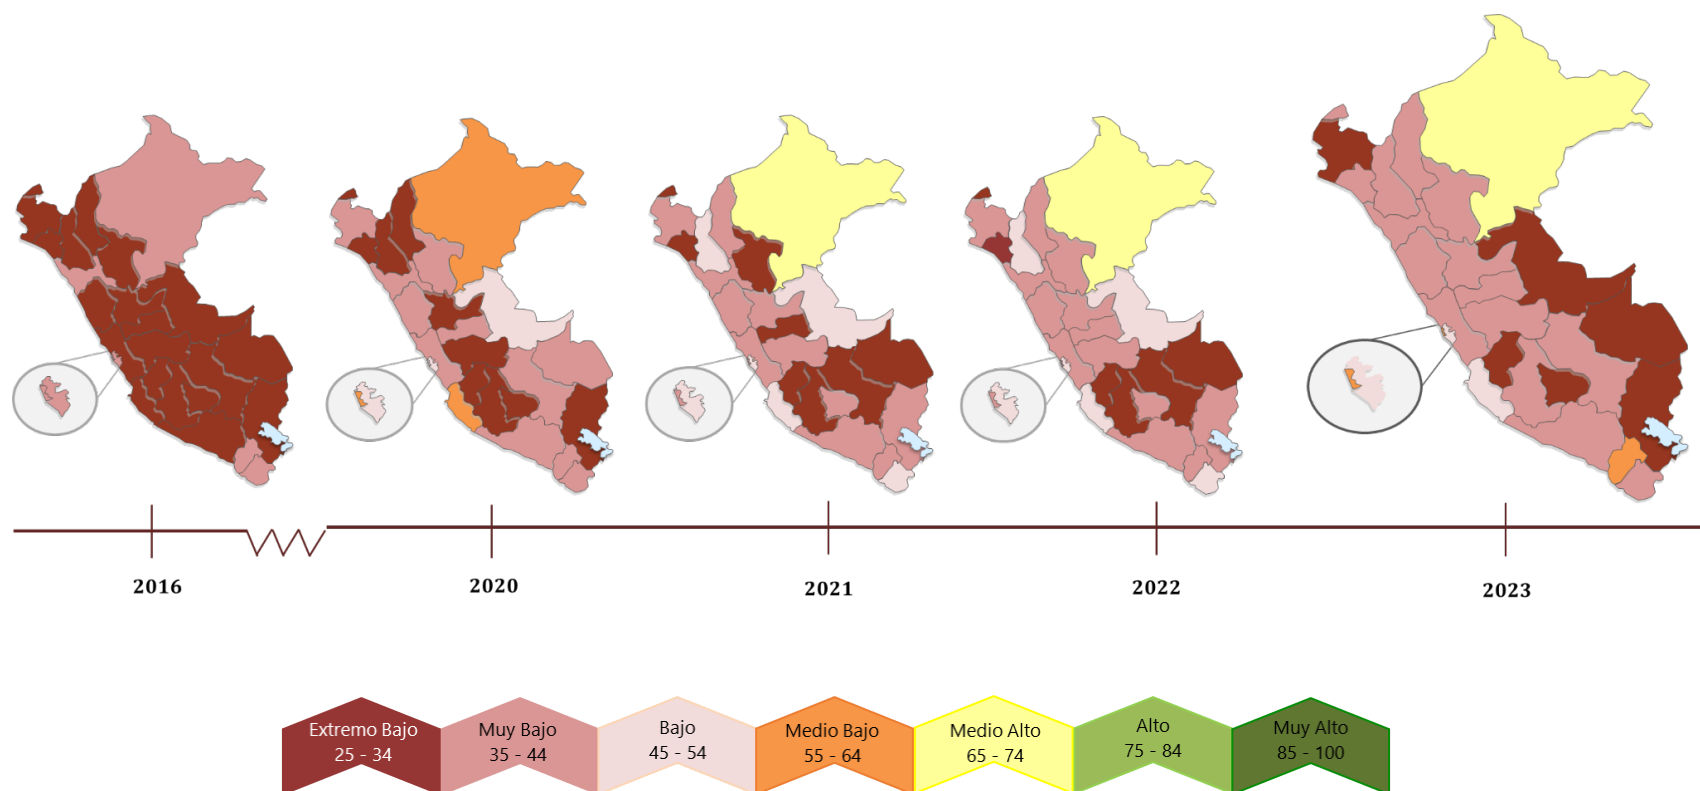 2016
2020
2021
2022
2023
Extremo Bajo
25 - 34
Muy Bajo
35 - 44
Bajo
45 - 54
Medio Bajo
55 - 64
Medio Alto
65 - 74
Alto
75 - 84
Muy Alto
85 - 100